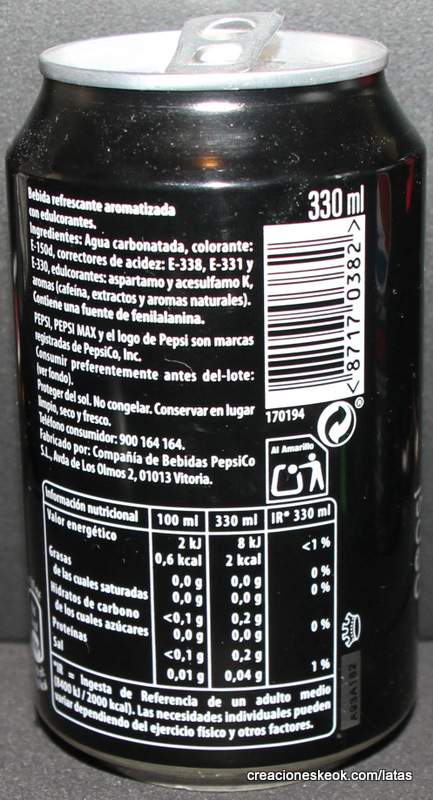 330 ml
Bebida refrescante aromatizada
con edulcorantes.
Ingredientes: Agua carbonatada, colorante:
E-150d, correctores de acidez: E-338, E-331 y
E-330, edulcorantes: aspartamo y acesulfamo K,
aromas (cafeína, extractos y aromas naturales).
Contiene una fuente de fenilalanina.
PEPSI, PEPSI MAX y el logo de Pepsi son marcas
registradas de PepsiCo, Inc.
Consumir preferentemente antes del-lote:
(ver fondo).
Proteger del sol. No congelar. Conservar en lugar
limpio, seco y fresco.
Teléfono consumidor: 900 164 164.
Fabricado por: Compañía de Bebidas PepsiCo
S.L., Avda de Los Olmos 2, 01013 Vitoria.
< 8717 0382 >
170194
®
Al Amarillo
Información nutricional 100 ml 330 ml IR* 330 ml
Valor energético 2 kJ 8 kJ <1 %
0,6 kcal 2 kcal
Grasas 0,0 g 0,0 g 0 %
de las cuales saturadas 0,0 g 0,0 g 0 %
Hidratos de carbono <0,1 g 0,2 g
de los cuales azúcares 0,0 g 0,0 g 0 %
Proteínas <0,1 g 0,2 g
Sal 0,01 g 0,04 g 1 %
*IR = Ingesta de Referencia de un adulto medio
(8400 kJ / 2000 kcal). Las necesidades individuales pueden
variar dependiendo del ejercicio físico y otros factores.
creacioneskeok.com/latas